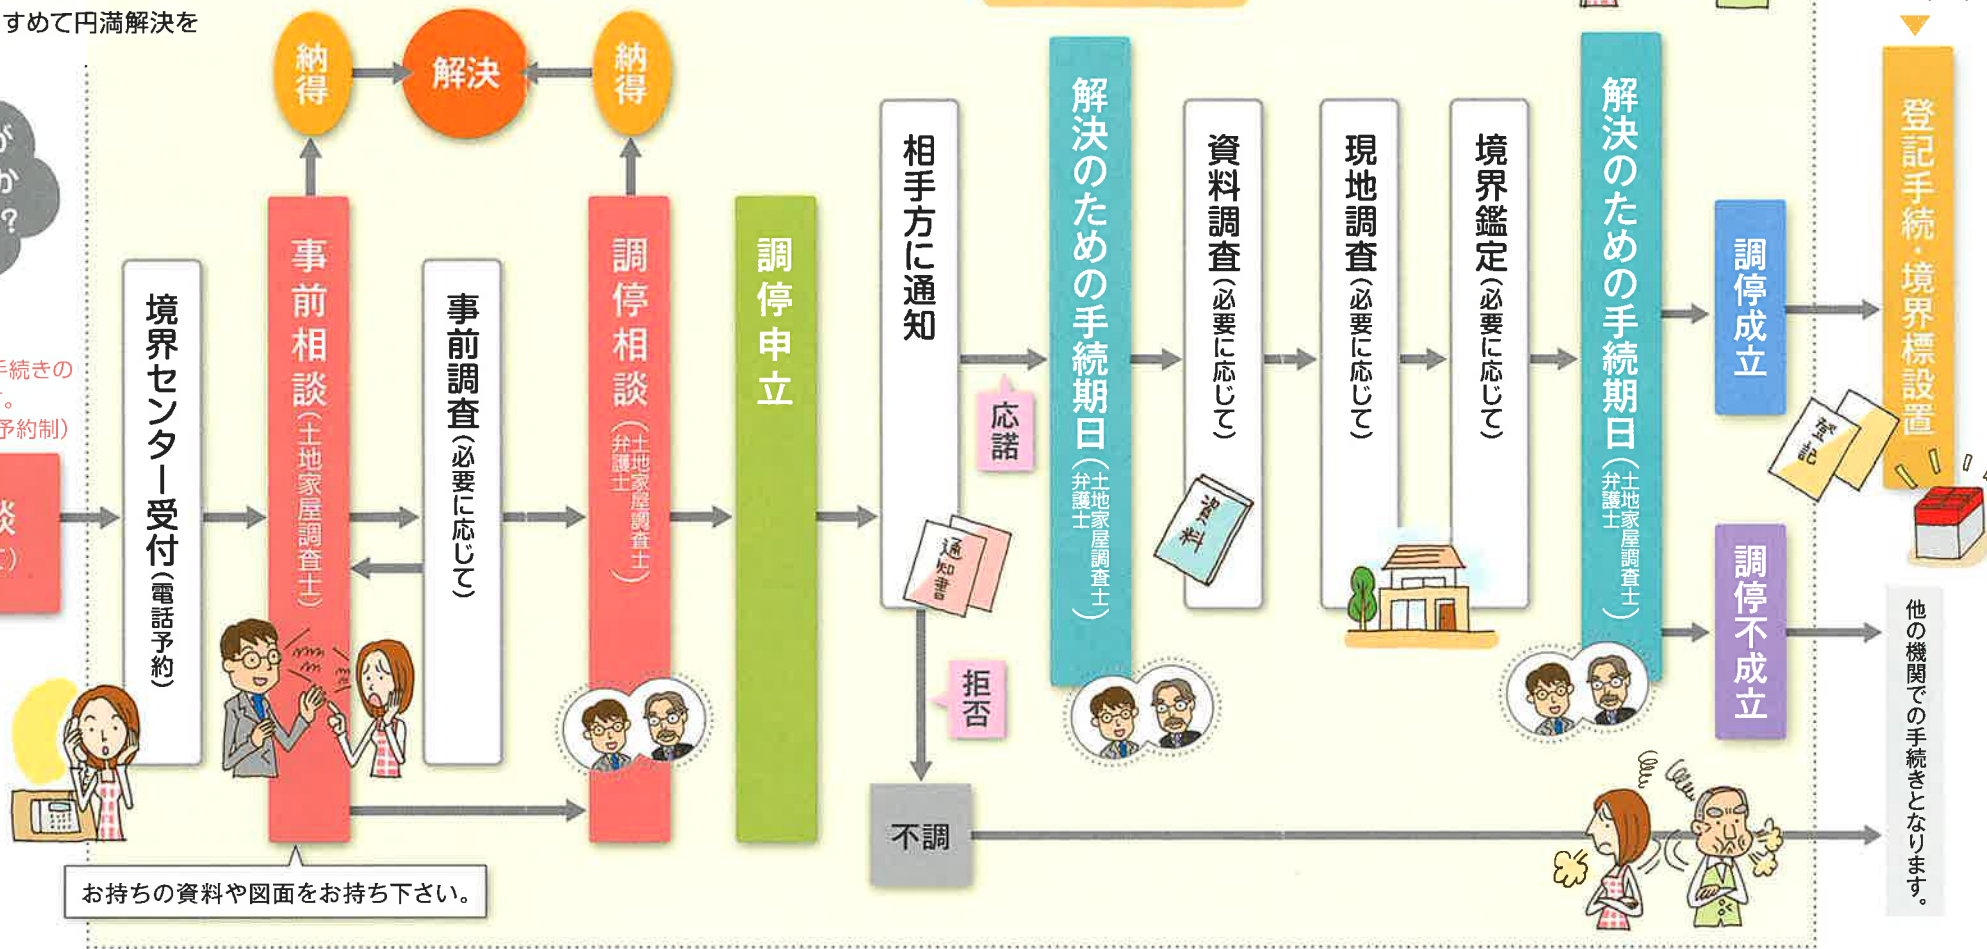 すめて円満解決を
が
か
？
手続きの
。
予約制）
談
て）
境界センター受付（電話予約）
納得
解決
納得
事前相談（土地家屋調査士）
お持ちの資料や図面をお持ち下さい。
事前調査（必要に応じて）
調停相談（土地家屋調査士
弁護士）
調停申立
相手方に通知
通知書
応諾
拒否
不調
解決のための手続期日（土地家屋調査士
弁護士）
資料調査（必要に応じて）
資料
現地調査（必要に応じて）
境界鑑定（必要に応じて）
解決のための手続期日（土地家屋調査士
弁護士）
調停成立
調停不成立
登記手続・境界標設置
登記
他の機関での手続きとなります。